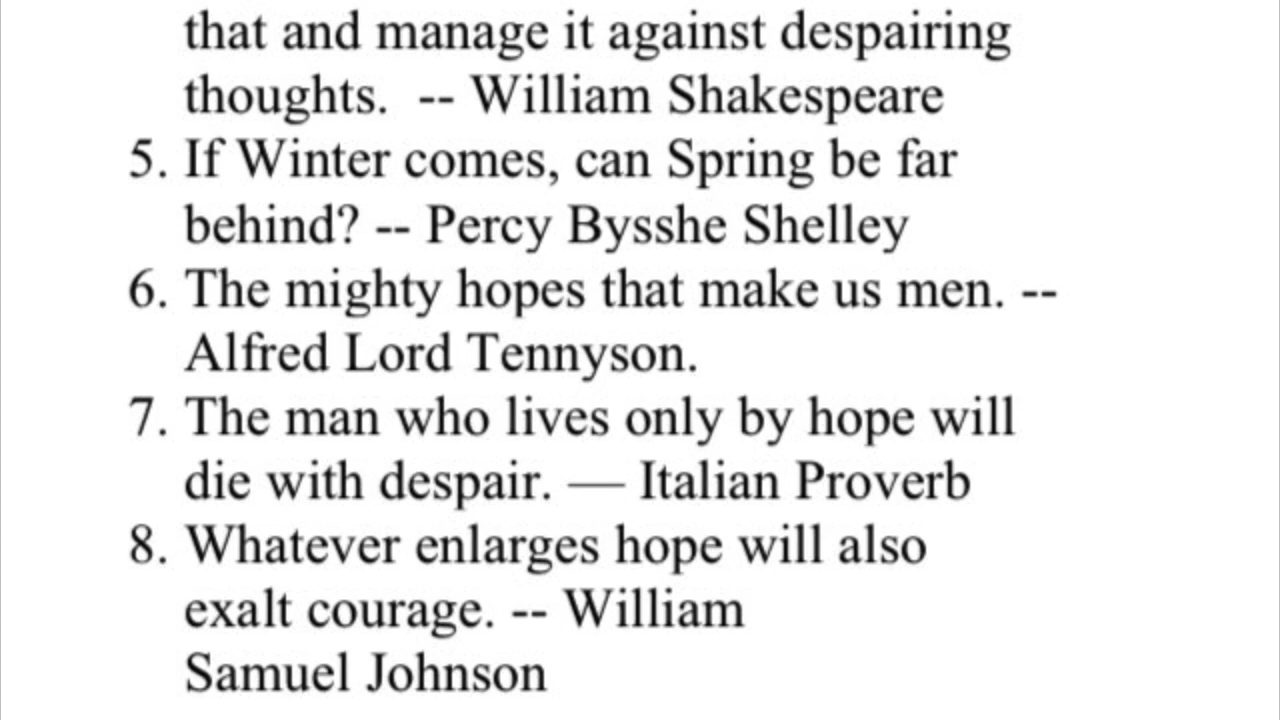 that and manage it against despairing
thoughts.  -- William Shakespeare
5. If Winter comes, can Spring be far
behind? -- Percy Bysshe Shelley
6. The mighty hopes that make us men. --
Alfred Lord Tennyson.
7. The man who lives only by hope will
die with despair. — Italian Proverb
8. Whatever enlarges hope will also
exalt courage. -- William
Samuel Johnson